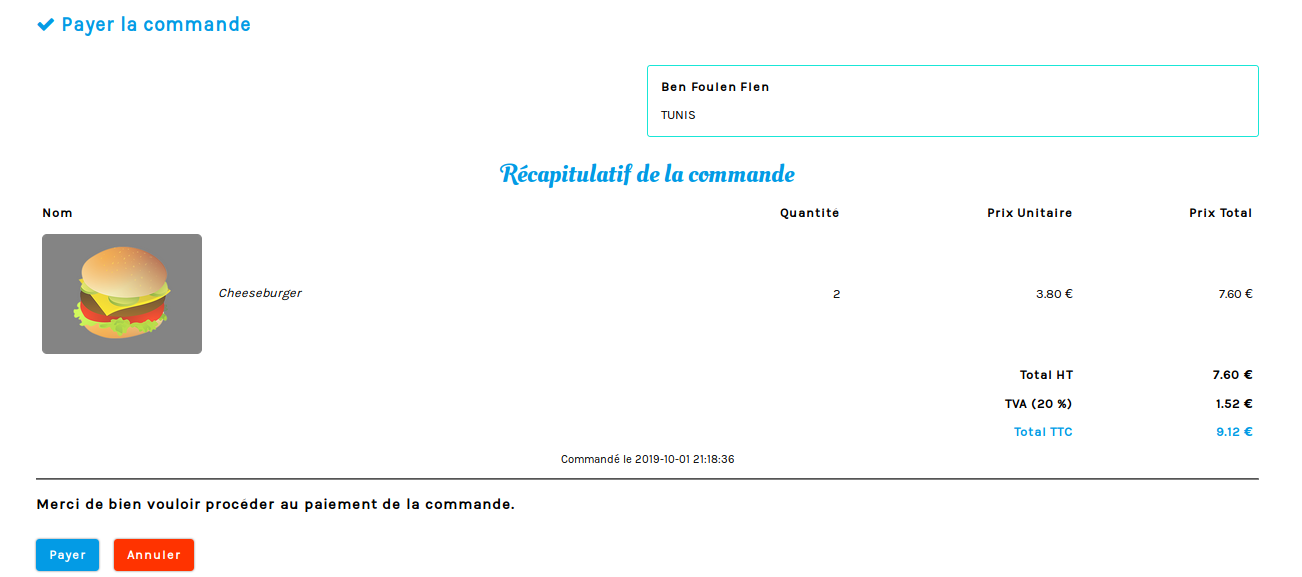 Payer la commande
Ben Foulen Flen
TUNIS
Récapitulatif de la commande
Nom Quantité Prix Unitaire Prix Total
Cheeseburger 2 3.80 € 7.60 €
Total HT 7.60 €
TVA (20 %) 1.52 €
Total TTC 9.12 €
Commandé le 2019-10-01 21:18:36
Merci de bien vouloir procéder au paiement de la commande.
Payer Annuler